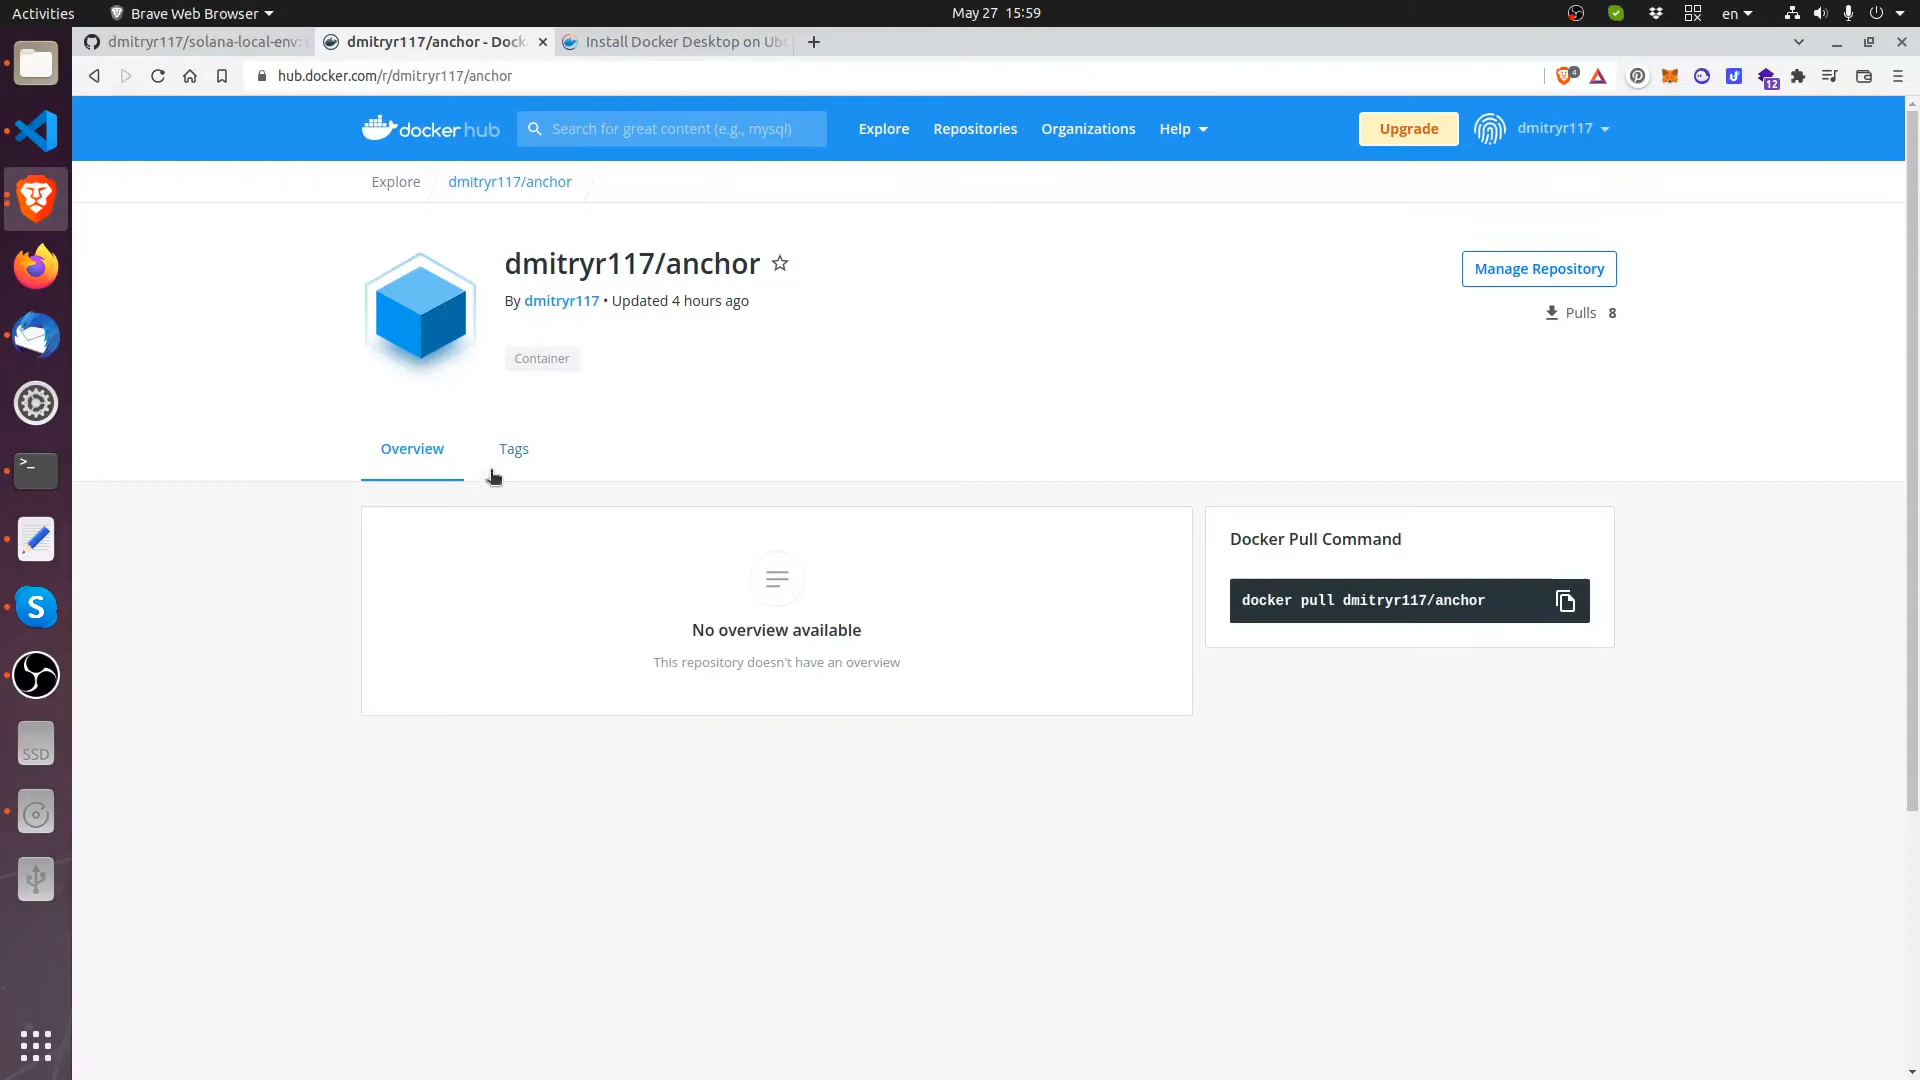 Activities
Brave Web Browser
May 27 15:59
en
dmitryr117/solana-local-env:
dmitryr117/anchor - Dock
Install Docker Desktop on Ub
hub.docker.com/r/dmitryr117/anchor
4
12
docker hub
Search for great content (e.g., mysql)
Explore
Repositories
Organizations
Help
Upgrade
dmitryr117
Explore
dmitryr117/anchor
dmitryr117/anchor
By dmitryr117 • Updated 4 hours ago
Manage Repository
Pulls 8
Container
Overview
Tags
No overview available
This repository doesn't have an overview
Docker Pull Command
docker pull dmitryr117/anchor
>_
S
SSD